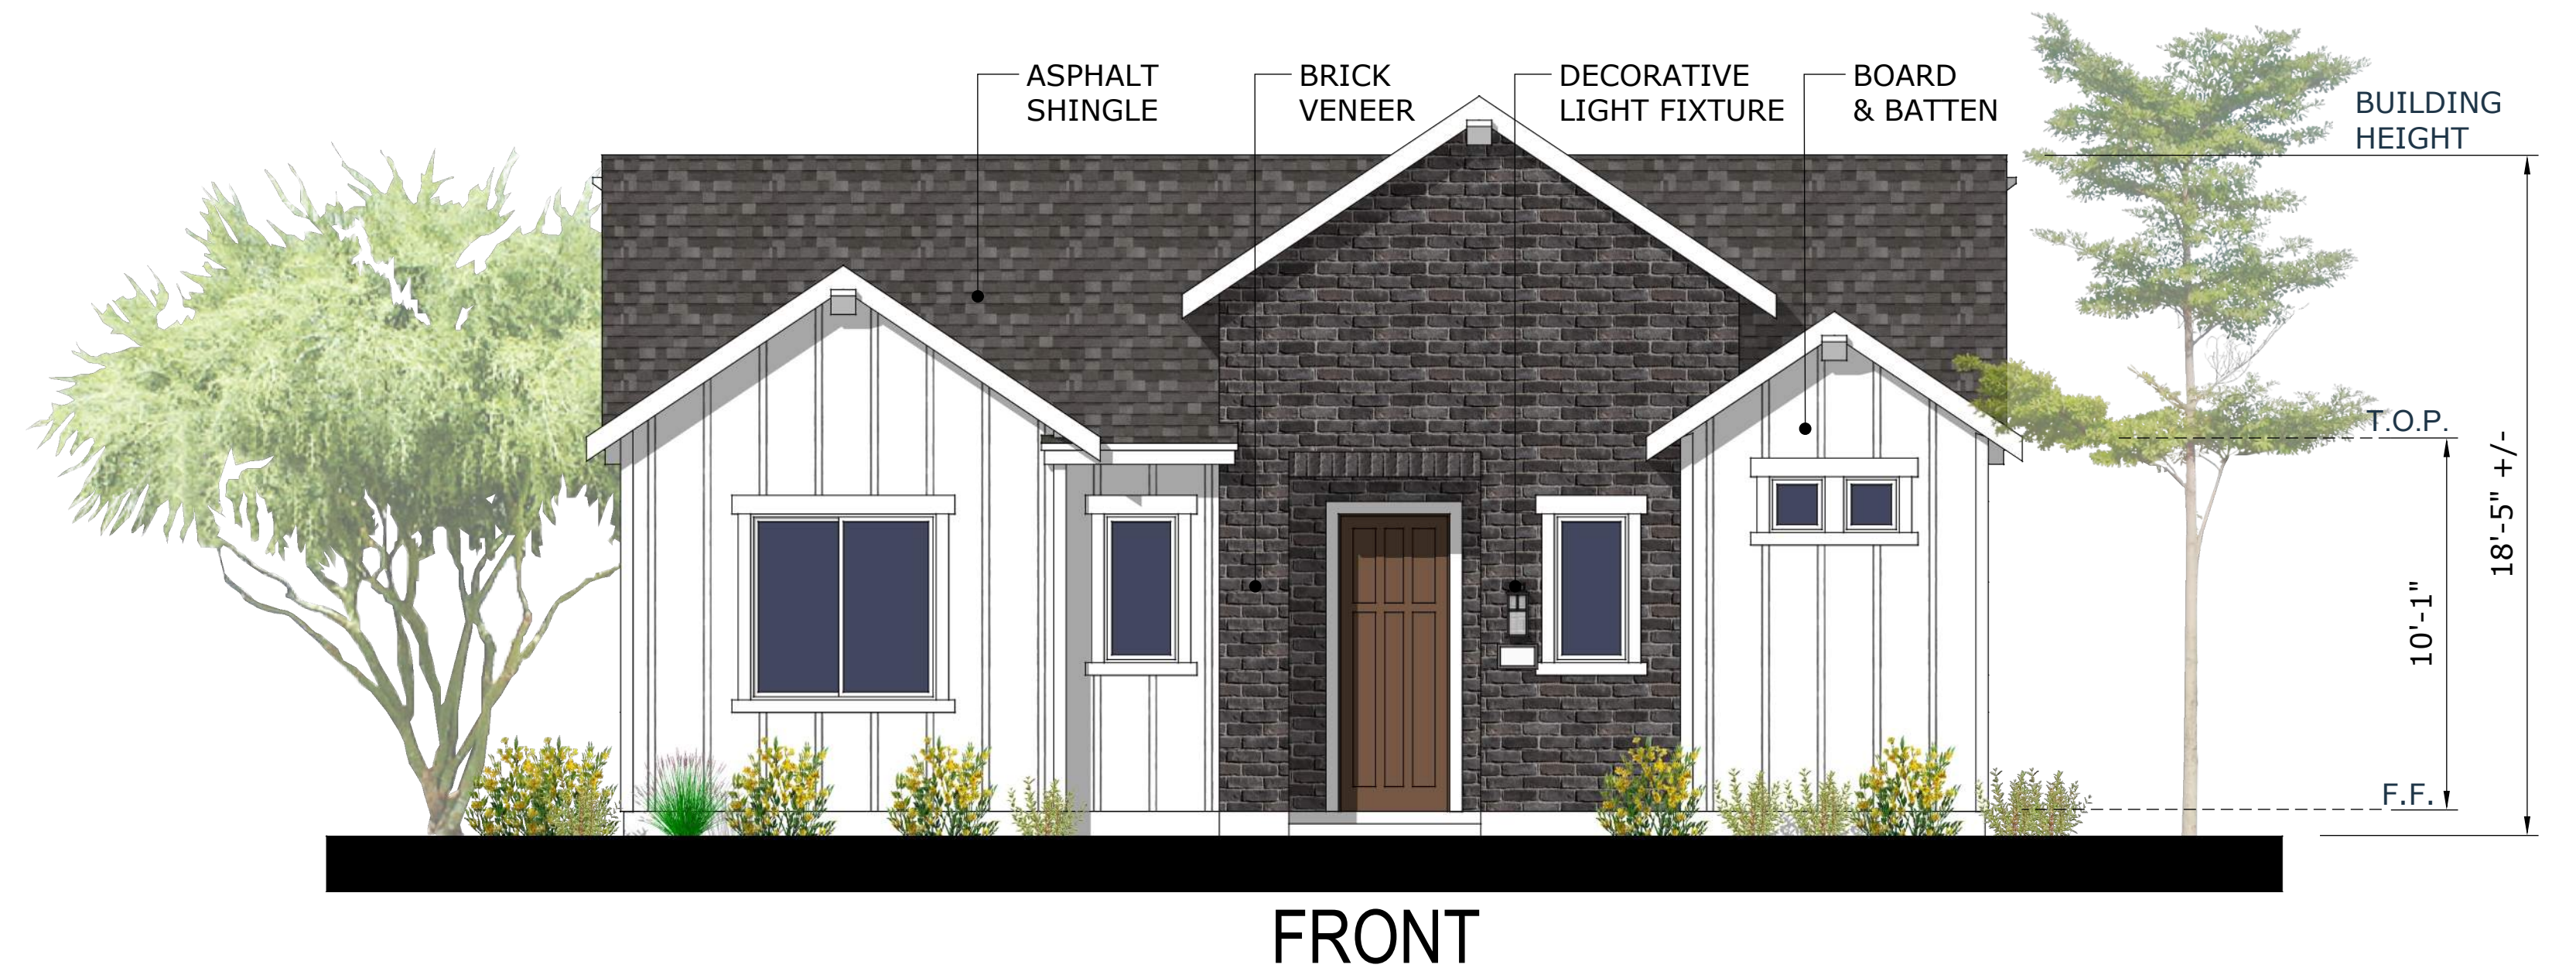 ASPHALT
SHINGLE
BRICK
VENEER
DECORATIVE
LIGHT FIXTURE
BOARD
& BATTEN
BUILDING
HEIGHT
T.O.P.
18'-5" +/-
10'-1"
F.F.
FRONT